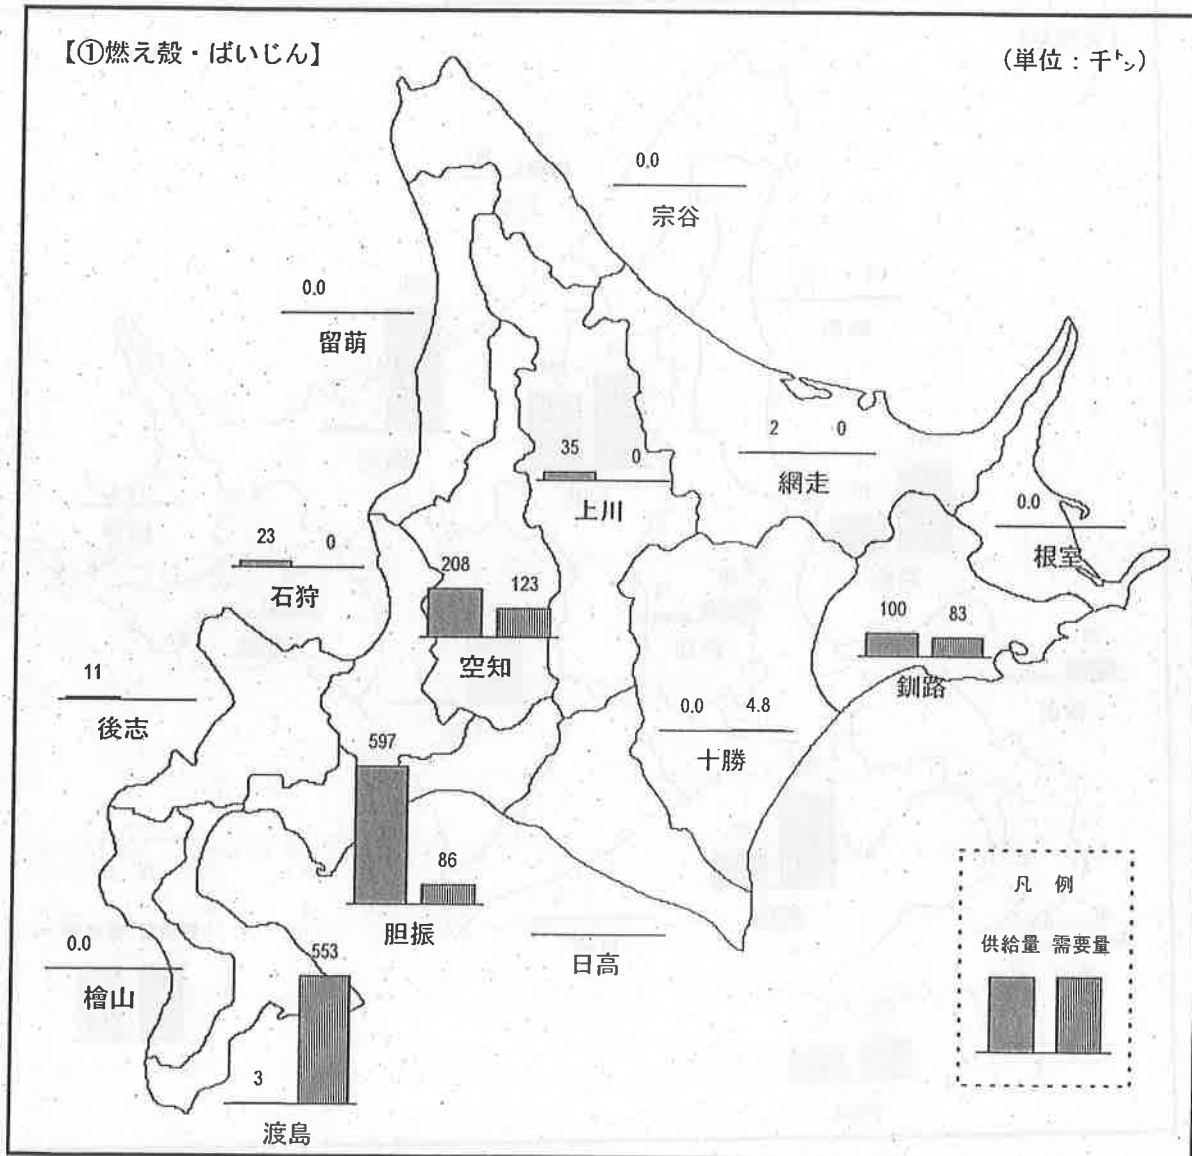 【①燃え殻・ばいじん】
(単位：千㌧)
0.0
宗谷
0.0
留萌
2 0
網走
35 0
上川
0.0
根室
23 0
石狩
208 123
空知
100 83
釧路
11
後志
0.0 4.8
十勝
597 86
胆振
日高
0.0
檜山
3 553
渡島
凡 例
供給量 需要量